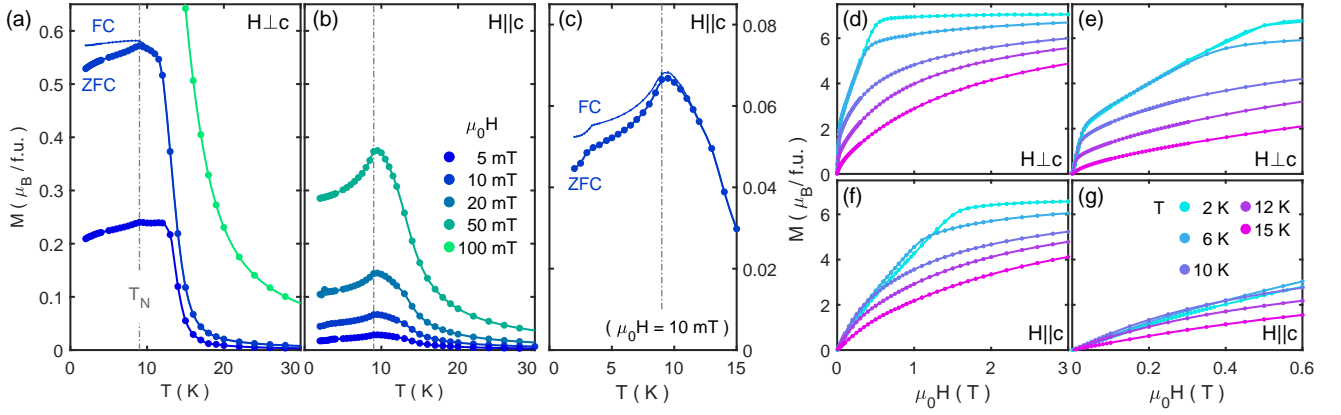 (a)
H⊥c
FC
ZFC
T_N
M ( μ_B / f.u. )
0.6
0.5
0.4
0.3
0.2
0.1
0
0
10
20
30
T ( K )
(b)
H||c
μ_0H
5 mT
10 mT
20 mT
50 mT
100 mT
0
10
20
30
T ( K )
(c)
H||c
FC
ZFC
( μ_0H = 10 mT )
0.08
0.06
0.04
0.02
0
0
5
10
15
T ( K )
(d)
H⊥c
M ( μ_B / f.u. )
6
4
2
0
(e)
H⊥c
(f)
H||c
6
4
2
0
0
1
2
3
μ_0H ( T )
(g)
T
2 K
6 K
10 K
12 K
15 K
H||c
0
0.2
0.4
0.6
μ_0H ( T )